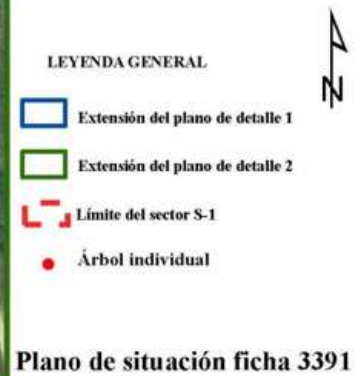 N
LEYENDA GENERAL
Extensión del plano de detalle 1
Extensión del plano de detalle 2
Límite del sector S-1
Árbol individual
Plano de situación ficha 3391